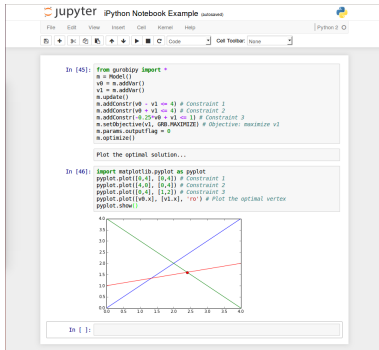 jupyter iPython Notebook Example (autosaved)
File Edit View Insert Cell Kernel Help Python 2
Code Cell Toolbar: None
In [45]: from gurobipy import *
m = Model()
v0 = m.addVar()
v1 = m.addVar()
m.update()
m.addConstr(v0 - v1 <= 4) # Constraint 1
m.addConstr(v0 + v1 <= 4) # Constraint 2
m.addConstr(-0.25*v0 + v1 <= 1) # Constraint 3
m.setObjective(v1, GRB.MAXIMIZE) # Objective: maximize v1
m.params.outputflag = 0
m.optimize()
Plot the optimal solution...
In [46]: import matplotlib.pyplot as pyplot
pyplot.plot([0,4], [0,4]) # Constraint 1
pyplot.plot([4,0], [0,4]) # Constraint 2
pyplot.plot([0,4], [1,2]) # Constraint 3
pyplot.plot([v0.x], [v1.x], 'ro') # Plot the optimal vertex
pyplot.show()
4.0
3.5
3.0
2.5
2.0
1.5
1.0
0.5
0.0
0.0 0.5 1.0 1.5 2.0 2.5 3.0 3.5 4.0
In [ ]: